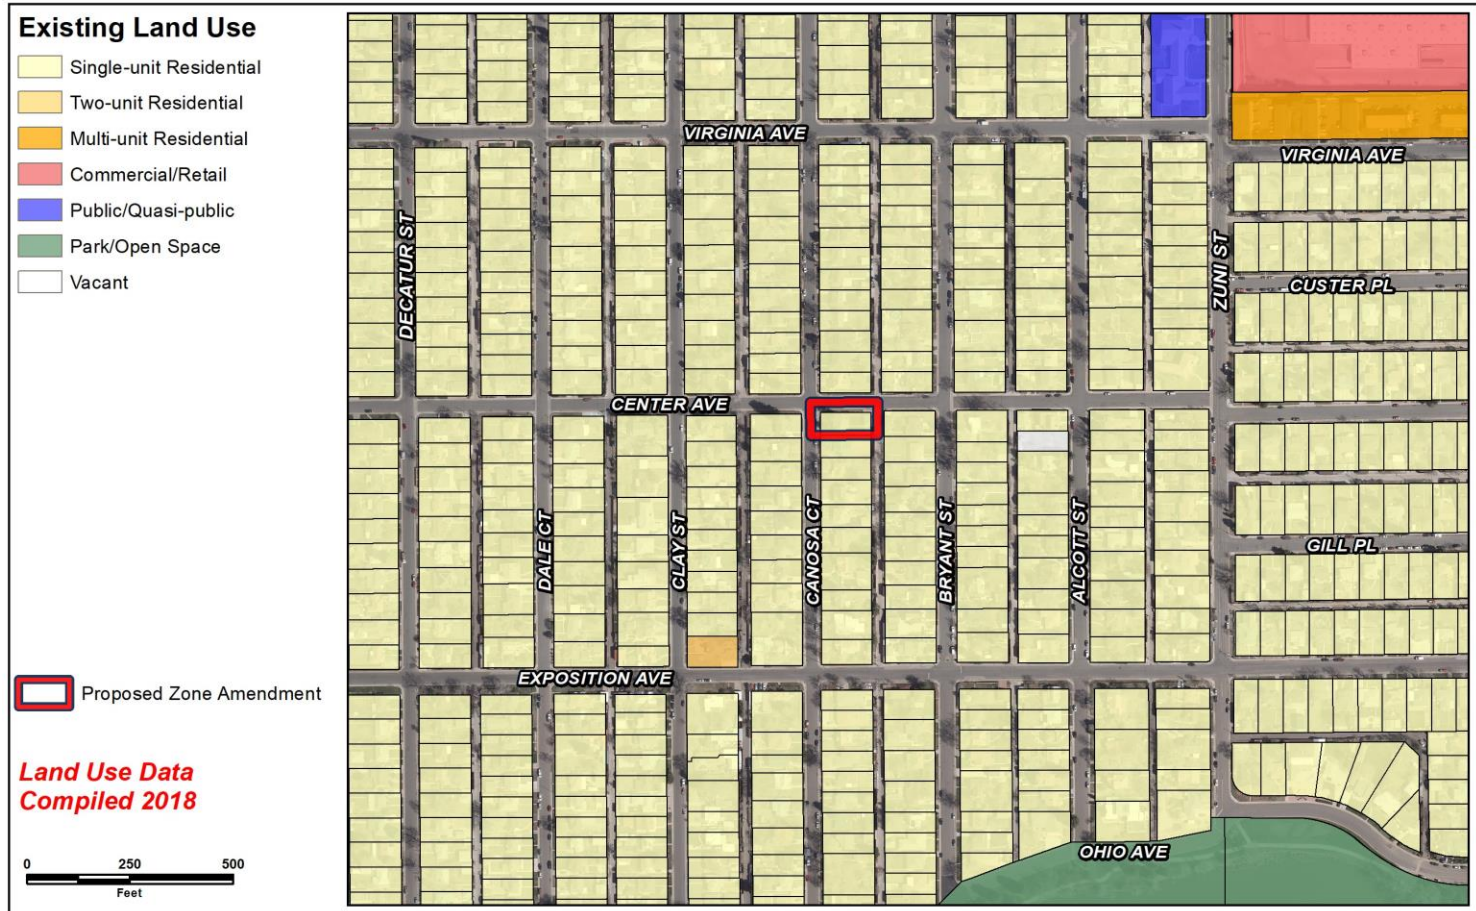 Existing Land Use
Single-unit Residential
Two-unit Residential
Multi-unit Residential
Commercial/Retail
Public/Quasi-public
Park/Open Space
Vacant
Proposed Zone Amendment
Land Use Data
Compiled 2018
0 250 500
Feet
VIRGINIA AVE
VIRGINIA AVE
DECATUR ST
ZUNI ST
CUSTER PL
CENTER AVE
DALE CT
CLAY ST
CANOSA CT
BRYANT ST
ALCOTT ST
GILL PL
EXPOSITION AVE
OHIO AVE